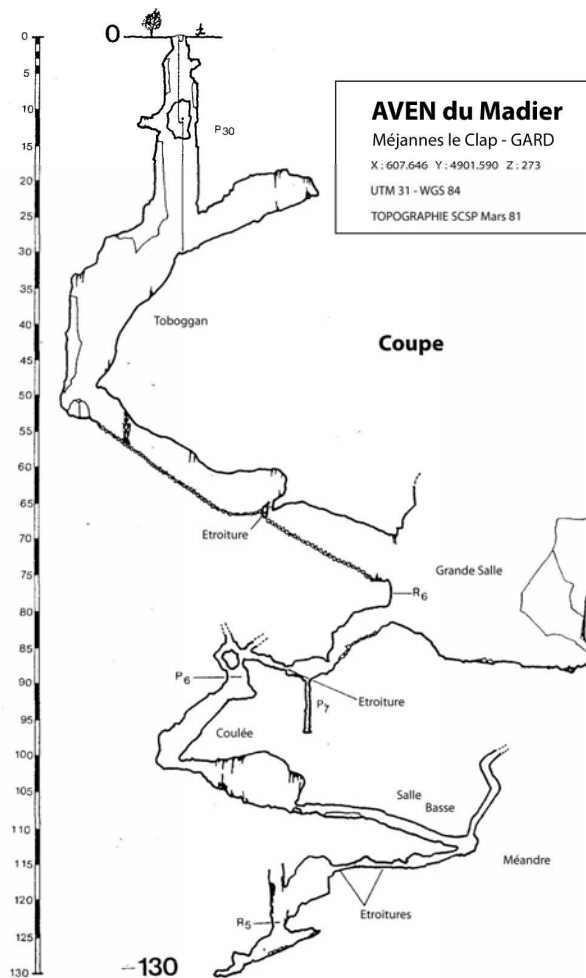 0
0
5
10
15
20
25
30
35
40
45
50
55
60
65
70
75
80
85
90
95
100
105
110
115
120
125
130
AVEN du Madier
Méjannes le Clap - GARD
X : 607.646 Y : 4901.590 Z : 273
UTM 31 - WGS 84
TOPOGRAPHIE SCSP Mars 81
P30
Toboggan
Coupe
Etroiture
Grande Salle
R6
P6
Etroiture
P7
Coulée
Salle
Basse
Méandre
Etroitures
R5
-130